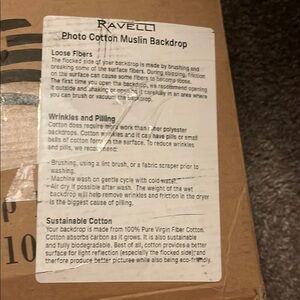 RAVELLI
Photo Cotton Muslin Backdrop
Loose Fibers
The flocked side of your backdrop is made by brushing and
breaking some of the surface fibers. During shipping, friction
on the surface can cause some fibers to become loose.
The first time you open the backdrop, we recommend opening
it outside and shaking or opening it carefully in an area where
you can brush or vacuum the backdrop.
Wrinkles and Pilling
Cotton does require more work than other polyester
backdrops. Cotton wrinkles and it can have pills or small
balls of cotton form on the surface. To reduce wrinkles
and pills, we recommend:
- Brushing, using a lint brush, or a fabric scraper prior to
washing.
- Machine wash on gentle cycle with cold water.
- Air dry if possible after wash. The weight of the wet
backdrop will help remove wrinkles and friction in the dryer
is the biggest cause of pilling.
Sustainable Cotton
Your backdrop is made from 100% Pure Virgin Fiber Cotton.
Cotton absorbs carbon as it grows. It is also sustainable
and fully biodegradable. Best of all, cotton provides a better
surface for light reflection (especially the flocked side) and
therfore produce better pictures while also being eco-friendly.
10